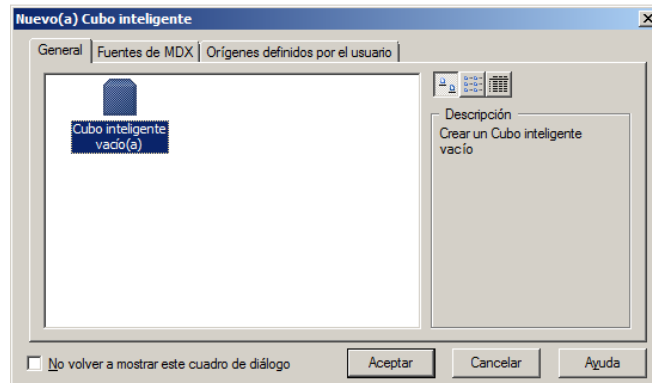 Nuevo(a) Cubo inteligente
General
Fuentes de MDX
Orígenes definidos por el usuario
Cubo inteligente
vacío(a)
Descripción
Crear un Cubo inteligente
vacío
No volver a mostrar este cuadro de diálogo
Aceptar
Cancelar
Ayuda